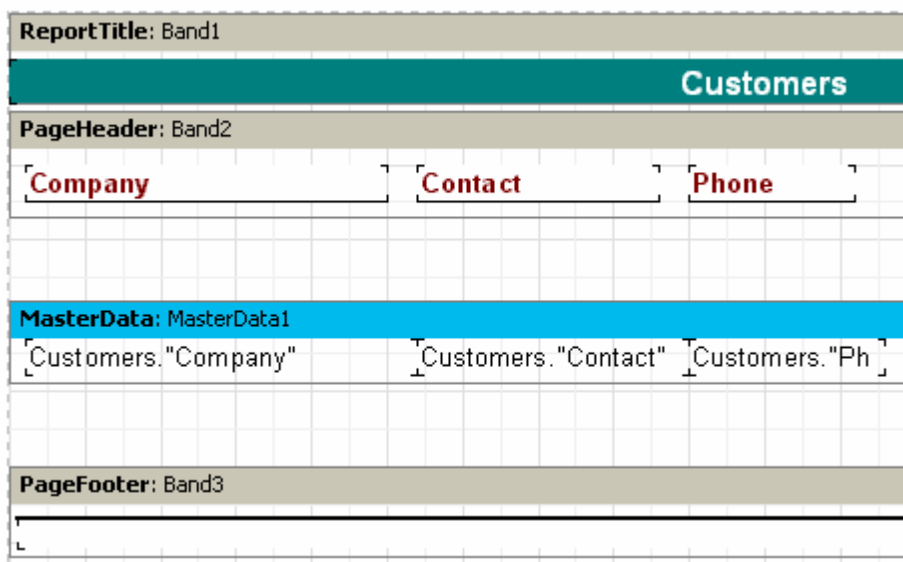 ReportTitle: Band1
Customers
PageHeader: Band2
Company Contact Phone
MasterData: MasterData1
Customers."Company" Customers."Contact" Customers."Ph
PageFooter: Band3